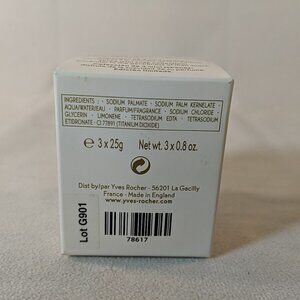 INGREDIENTS : • SODIUM PALMATE • SODIUM PALM KERNELATE
AQUA/WATER/EAU • PARFUM/FRAGRANCE • SODIUM CHLORIDE •
GLYCERIN • LIMONENE • TETRASODIUM EDTA • TETRASODIUM
ETIDRONATE • CI 77891 (TITANIUM DIOXIDE)
℮ 3 x 25g Net wt. 3 x 0.8 oz.
Dist by/par Yves Rocher - 56201 La Gacilly
France - Made in England
www.yves-rocher.com
Lot G901
78617